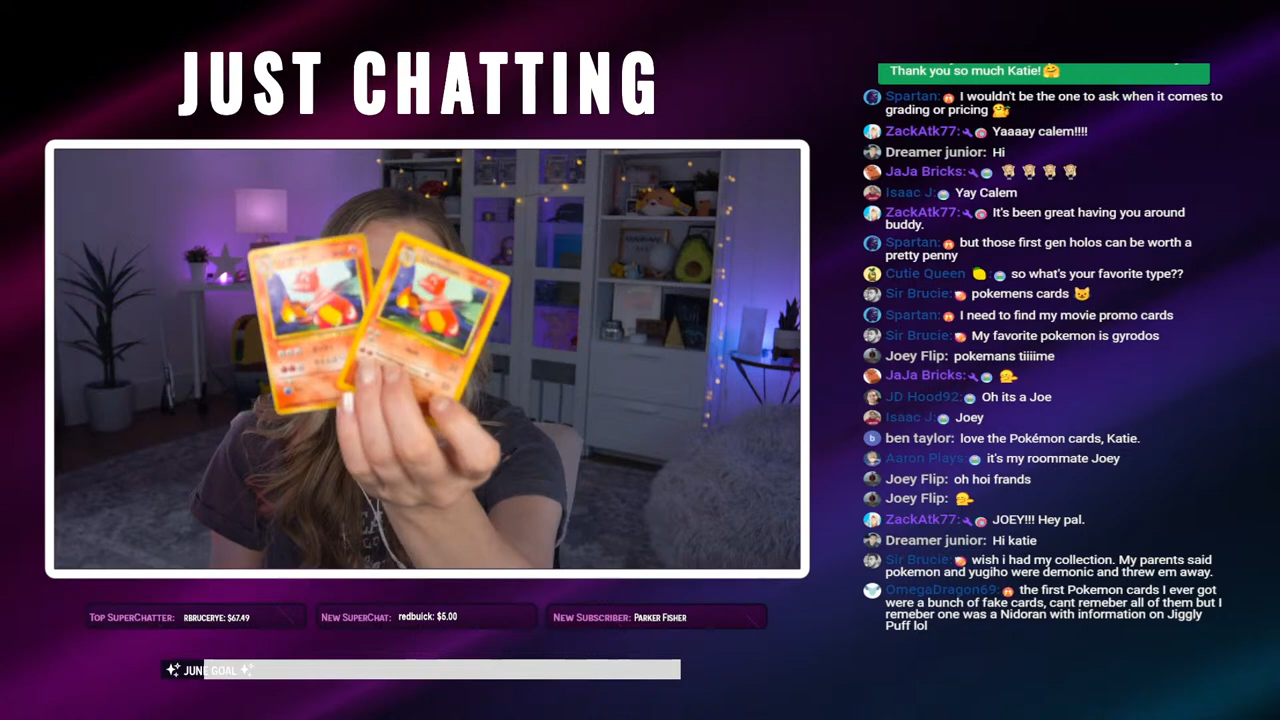 JUST CHATTING
Thank you so much Katie! 🤗
Spartan: I wouldn't be the one to ask when it comes to
grading or pricing
ZackAtk77: Yaaaay calem!!!!
Dreamer junior: Hi
JaJa Bricks:
Isaac J: Yay Calem
ZackAtk77: It's been great having you around
buddy.
Spartan: but those first gen holos can be worth a
pretty penny
Cutie Queen 🍋: so what's your favorite type??
Sir Brucie: pokemens cards 😺
Spartan: I need to find my movie promo cards
Sir Brucie: My favorite pokemon is gyrodos
Joey Flip: pokemans tiiiime
JaJa Bricks:
JD Hood92: Oh its a Joe
Isaac J: Joey
ben taylor: love the Pokémon cards, Katie.
Aaron Plays: it's my roommate Joey
Joey Flip: oh hoi frands
Joey Flip:
ZackAtk77: JOEY!!! Hey pal.
Dreamer junior: Hi katie
Sir Brucie: wish i had my collection. My parents said
pokemon and yugiho were demonic and threw em away.
OmegaDragon69: the first Pokemon cards I ever got
were a bunch of fake cards, cant remeber all of them but I
remeber one was a Nidoran with information on Jiggly
Puff lol
b
TOP SUPERCHATTER: RBRUCERYE: $67.49
NEW SUPERCHAT: redbuick: $5.00
NEW SUBSCRIBER: PARKER FISHER
✨ JUNE GOAL ✨